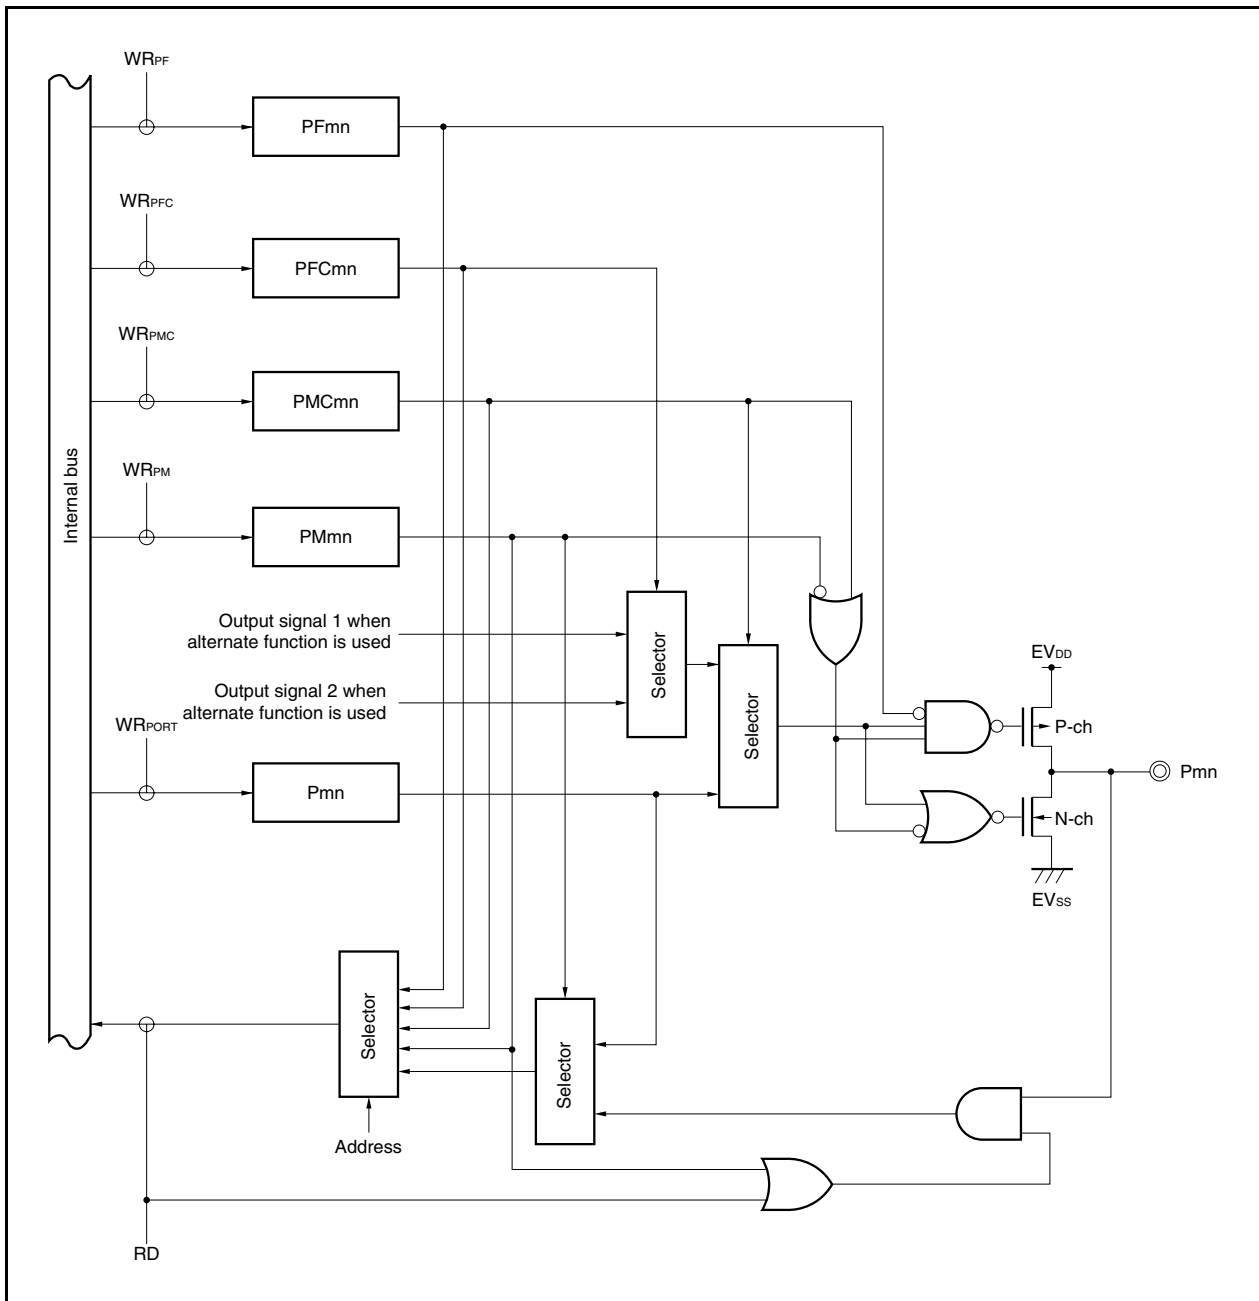 WRPF
PFmn
WRPFC
PFCmn
WRPMC
PMCmn
WRPM
PMmn
Internal bus
Output signal 1 when
alternate function is used
Output signal 2 when
alternate function is used
Selector
Selector
WRPORT
Pmn
EVDD
P-ch
Pmn
N-ch
EVSS
Selector
Selector
Address
RD